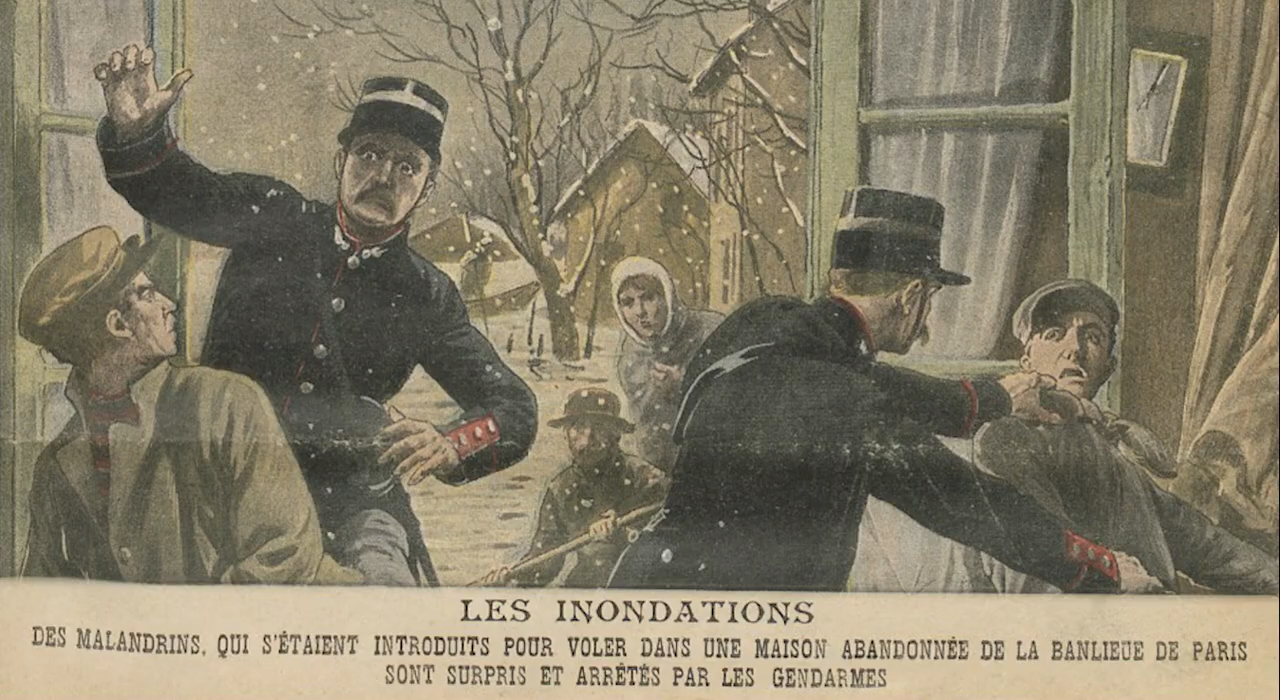 LES INONDATIONS
DES MALANDRINS, QUI S'ÉTAIENT INTRODUITS POUR VOLER DANS UNE MAISON ABANDONNÉE DE LA BANLIEUE DE PARIS
SONT SURPRIS ET ARRÊTÉS PAR LES GENDARMES